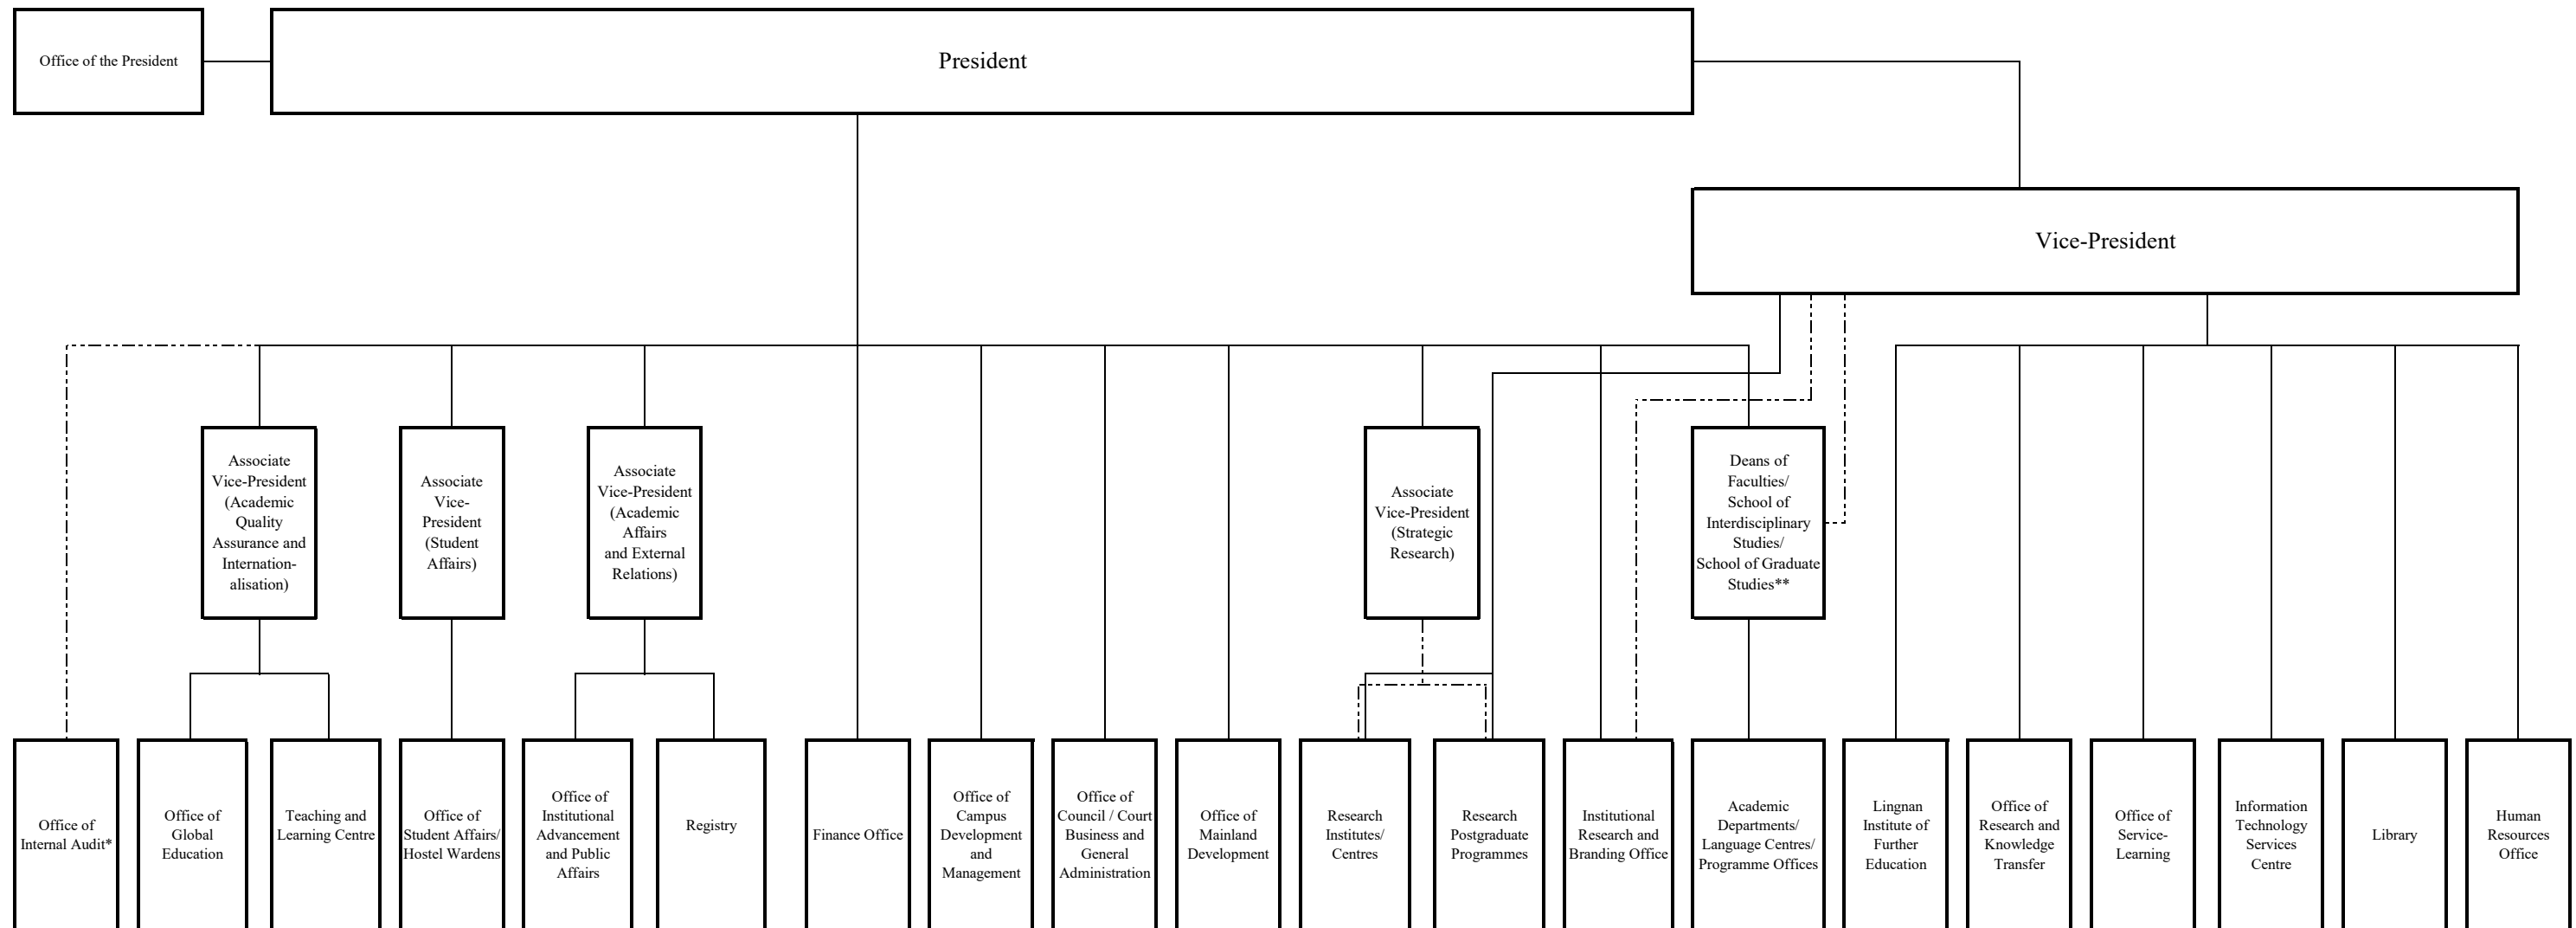 Office of the President
President
Vice-President
Associate
Vice-President
(Academic
Quality
Assurance and
Internation-
alisation)
Associate
Vice-
President
(Student
Affairs)
Associate
Vice-President
(Academic
Affairs
and External
Relations)
Associate
Vice-President
(Strategic
Research)
Deans of
Faculties/
School of
Interdisciplinary
Studies/
School of Graduate
Studies**
Office of
Internal Audit*
Office of
Global
Education
Teaching and
Learning Centre
Office of
Student Affairs/
Hostel Wardens
Office of
Institutional
Advancement
and Public
Affairs
Registry
Finance Office
Office of
Campus
Development
and
Management
Office of
Council / Court
Business and
General
Administration
Office of
Mainland
Development
Research
Institutes/
Centres
Research
Postgraduate
Programmes
Institutional
Research and
Branding Office
Academic
Departments/
Language Centres/
Programme Offices
Lingnan
Institute of
Further
Education
Office of
Research and
Knowledge
Transfer
Office of
Service-
Learning
Information
Technology
Services
Centre
Library
Human
Resources
Office